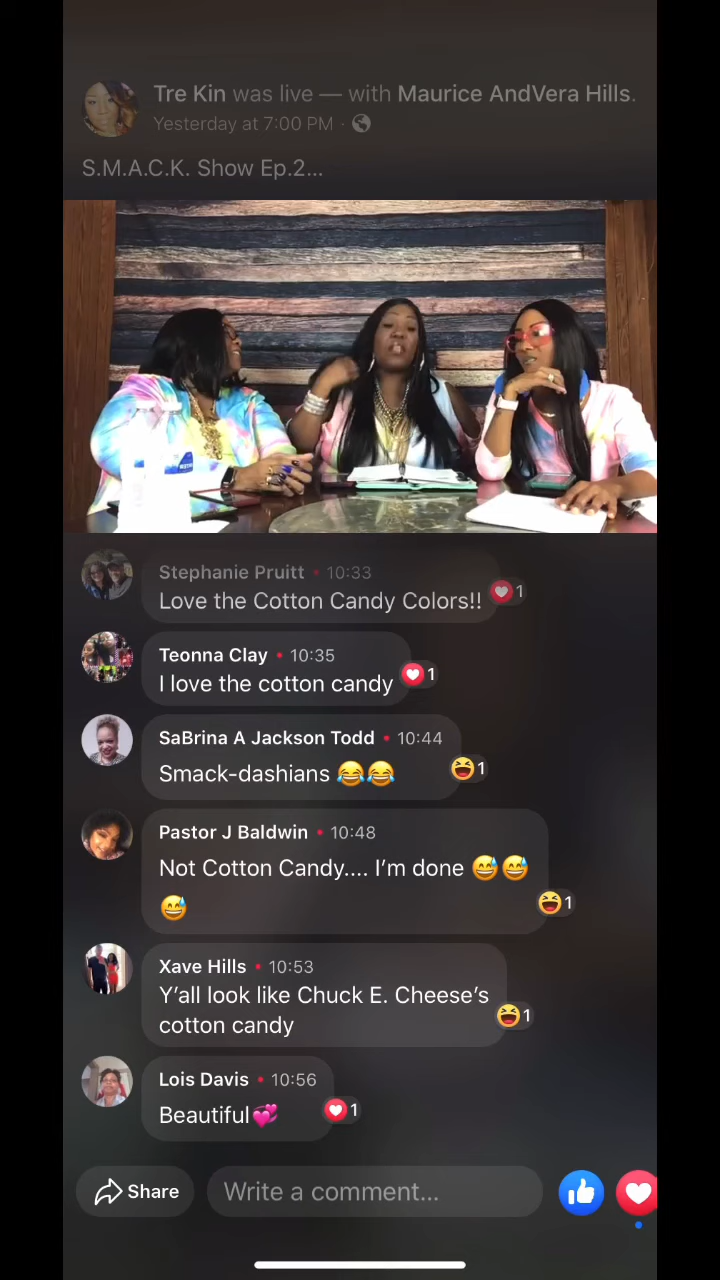 Tre Kin was live — with Maurice AndVera Hills.
Yesterday at 7:00 PM ·
S.M.A.C.K. Show Ep.2...
Stephanie Pruitt • 10:33
Love the Cotton Candy Colors!!
1
Teonna Clay • 10:35
I love the cotton candy
1
SaBrina A Jackson Todd • 10:44
Smack-dashians 😂😂
1
Pastor J Baldwin • 10:48
Not Cotton Candy.... I'm done 😅😅
😅
1
Xave Hills • 10:53
Y'all look like Chuck E. Cheese's
cotton candy
1
Lois Davis • 10:56
Beautiful💞
1
Share
Write a comment...